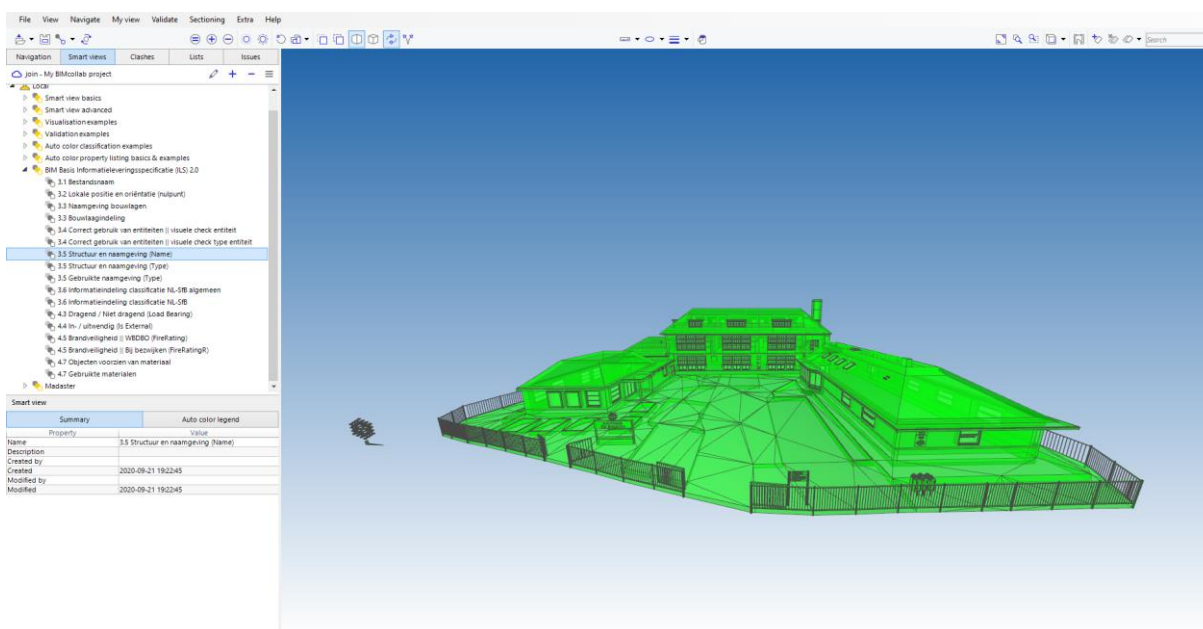 File View Navigate My view Validate Sectioning Extra Help
Search
Navigation Smart views Clashes Lists Issues
join - My BIMcollab project
Local
Smart view basics
Smart view advanced
Visualisation examples
Validation examples
Auto color classification examples
Auto color property listing basics & examples
BIM Basis Informatieleveringsspecificatie (ILS) 2.0
3.1 Bestandsnaam
3.2 Lokale positie en oriëntatie (nulpunt)
3.3 Naamgeving bouwlagen
3.3 Bouwlaagindeling
3.4 Correct gebruik van entiteiten || visuele check entiteit
3.4 Correct gebruik van entiteiten || visuele check type entiteit
3.5 Structuur en naamgeving (Name)
3.5 Structuur en naamgeving (Type)
3.5 Gebruikte naamgeving (Type)
3.6 Informatieindeling classificatie NL-SfB algemeen
3.6 Informatieindeling classificatie NL-SfB
4.3 Dragend / Niet dragend (Load Bearing)
4.4 In- / uitwendig (Is External)
4.5 Brandveiligheid || WBDBO (FireRating)
4.5 Brandveiligheid || Bij bezwijken (FireRatingR)
4.7 Objecten voorzien van materiaal
4.7 Gebruikte materialen
Madaster
Smart view
Summary Auto color legend
Property Value
Name 3.5 Structuur en naamgeving (Name)
Description
Created by
Created 2020-09-21 19:22:45
Modified by
Modified 2020-09-21 19:22:45